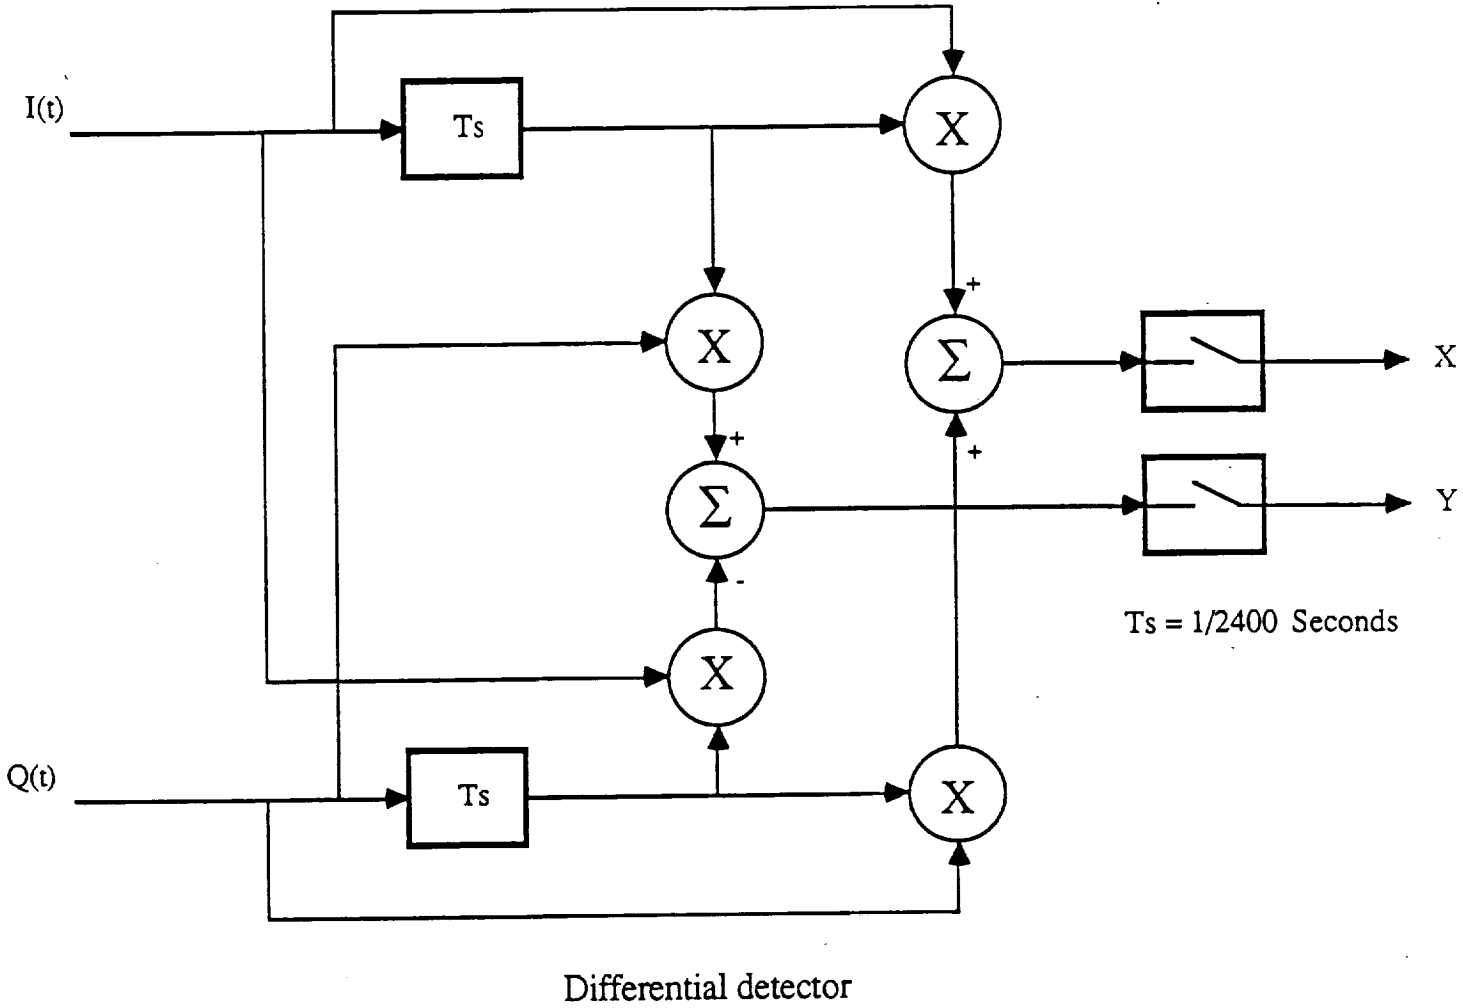 I(t)
Ts
X
+
X
Σ
X
+
+
Σ
Y
-
Ts = 1/2400 Seconds
X
Q(t)
Ts
X
Differential detector